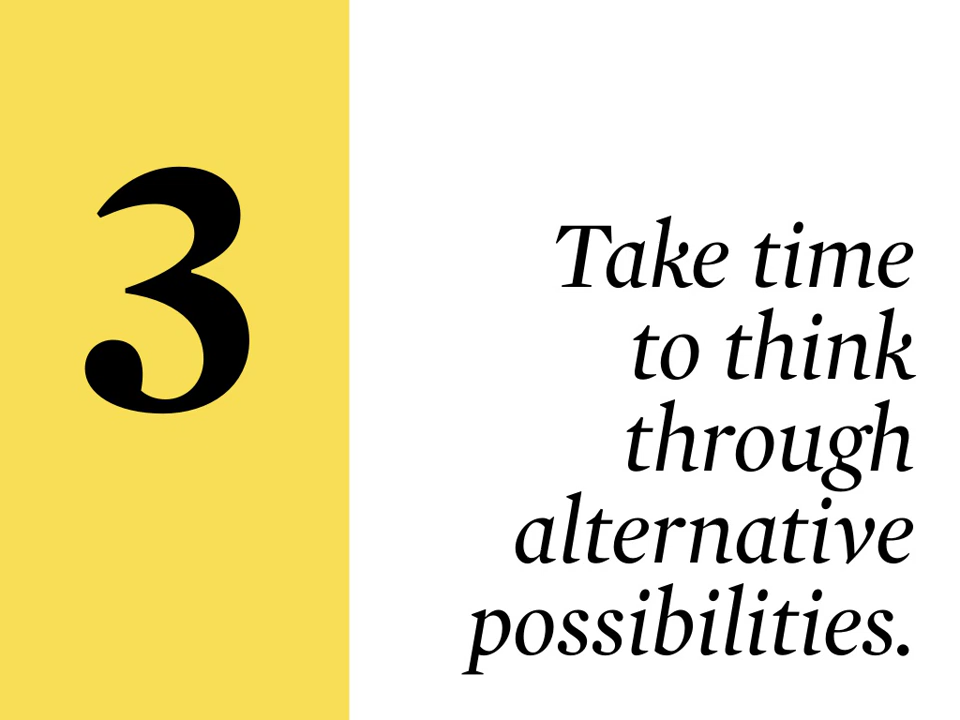 3
Take time
to think
through
alternative
possibilities.